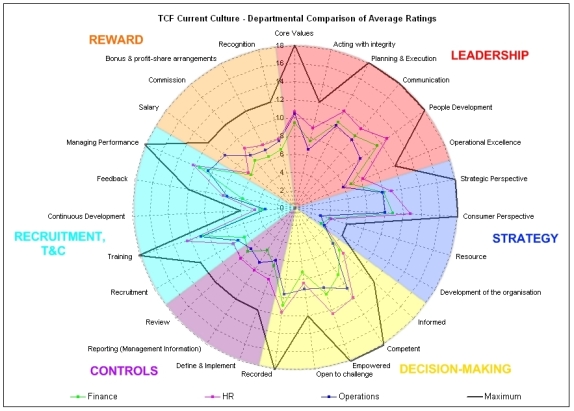 TCF Current Culture - Departmental Comparison of Average Ratings
REWARD
LEADERSHIP
STRATEGY
DECISION-MAKING
CONTROLS
RECRUITMENT,
T&C
Core Values
Acting with integrity
Planning & Execution
Communication
People Development
Operational Excellence
Strategic Perspective
Consumer Perspective
Resource
Development of the organisation
Informed
Competent
Empowered
Open to challenge
Recorded
Define & Implement
Reporting (Management Information)
Review
Recruitment
Training
Continuous Development
Feedback
Managing Performance
Salary
Commission
Bonus & profit-share arrangements
Recognition
18
16
14
12
10
8
6
4
2
0
Finance
HR
Operations
Maximum